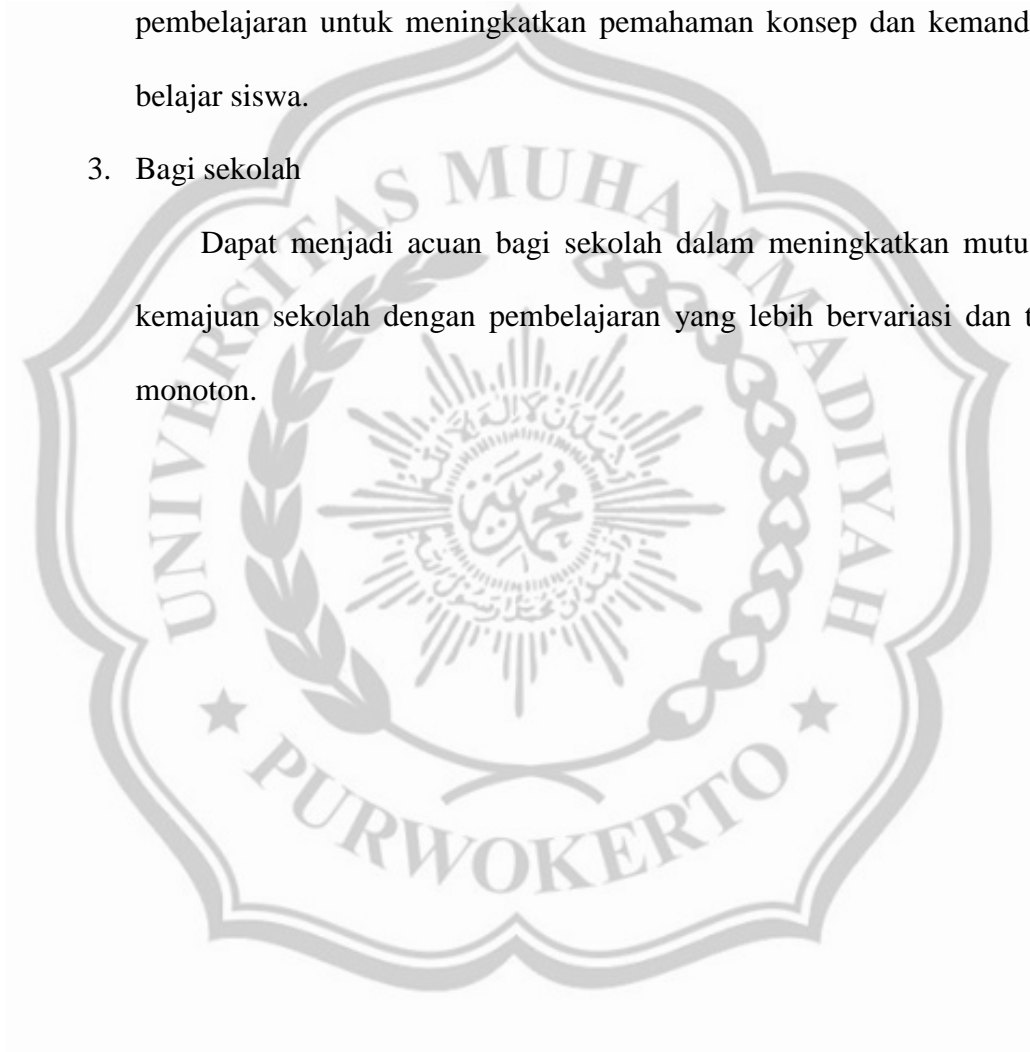 pembelajaran untuk meningkatkan pemahaman konsep dan kemand
belajar siswa.
3. Bagi sekolah
Dapat menjadi acuan bagi sekolah dalam meningkatkan mutu
kemajuan sekolah dengan pembelajaran yang lebih bervariasi dan t
monoton.
UNIVERSITAS MUHAMMADIYAH
PURWOKERTO
محمد